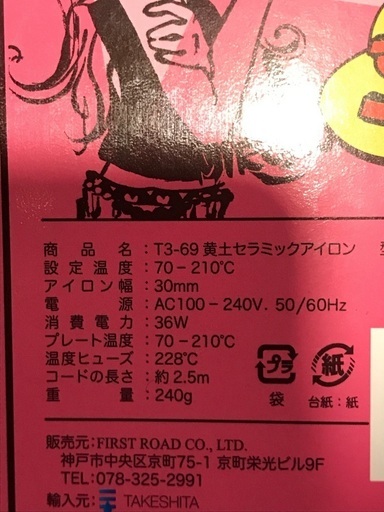 商品名：T3-69 黄土セラミックアイロン
設定温度：70－210℃
アイロン幅：30mm
電源：AC100－240V. 50/60Hz
消費電力：36W
プレート温度：70－210℃
温度ヒューズ：228℃
コードの長さ：約2.5m
重量：240g
プラ
紙
袋
台紙：紙
販売元：FIRST ROAD CO., LTD.
神戸市中央区京町75-1 京町栄光ビル9F
TEL：078-325-2991
輸入元： TAKESHITA